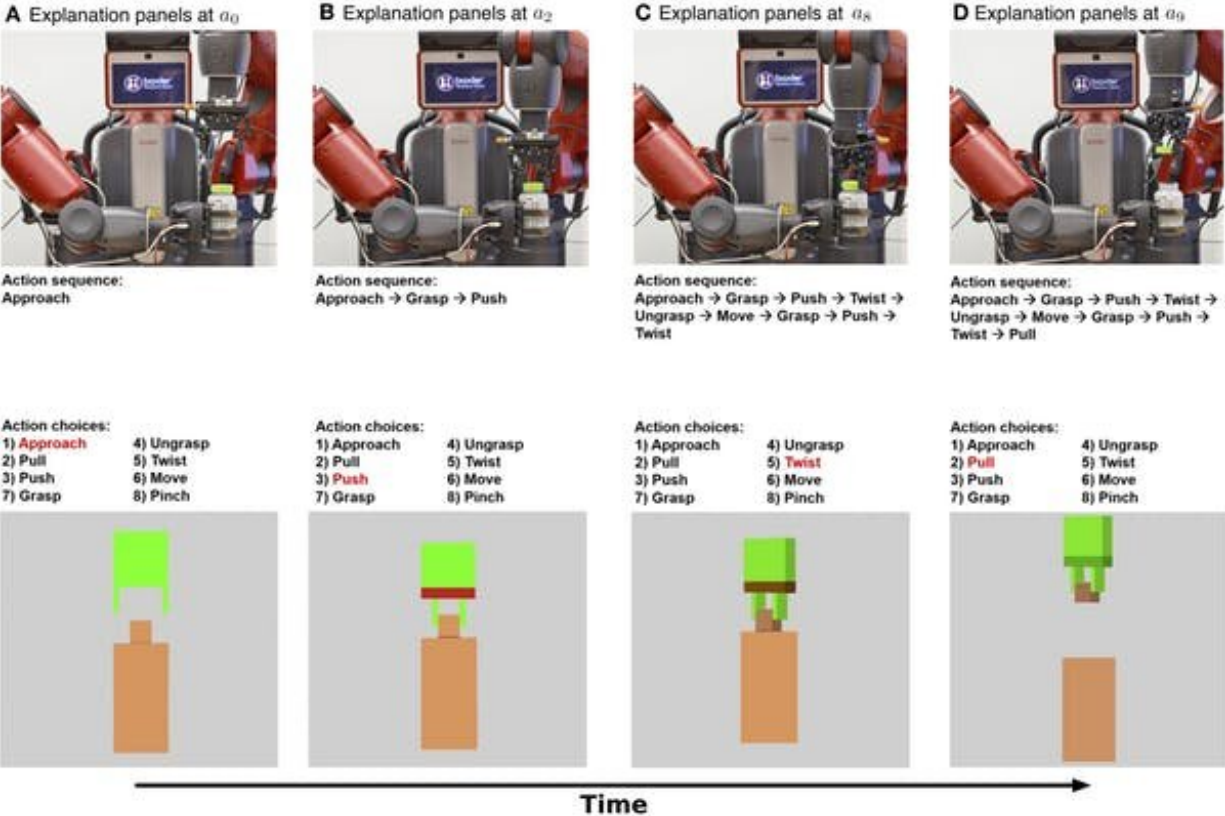 A Explanation panels at a₀
B Explanation panels at a₂
C Explanation panels at a₈
D Explanation panels at a₉
baxter
baxter
baxter
baxter
Action sequence:
Approach
Action sequence:
Approach → Grasp → Push
Action sequence:
Approach → Grasp → Push → Twist →
Ungrasp → Move → Grasp → Push →
Twist
Action sequence:
Approach → Grasp → Push → Twist →
Ungrasp → Move → Grasp → Push →
Twist → Pull
Action choices:
1) Approach 4) Ungrasp
2) Pull 5) Twist
3) Push 6) Move
7) Grasp 8) Pinch
Action choices:
1) Approach 4) Ungrasp
2) Pull 5) Twist
3) Push 6) Move
7) Grasp 8) Pinch
Action choices:
1) Approach 4) Ungrasp
2) Pull 5) Twist
3) Push 6) Move
7) Grasp 8) Pinch
Action choices:
1) Approach 4) Ungrasp
2) Pull 5) Twist
3) Push 6) Move
7) Grasp 8) Pinch
Time